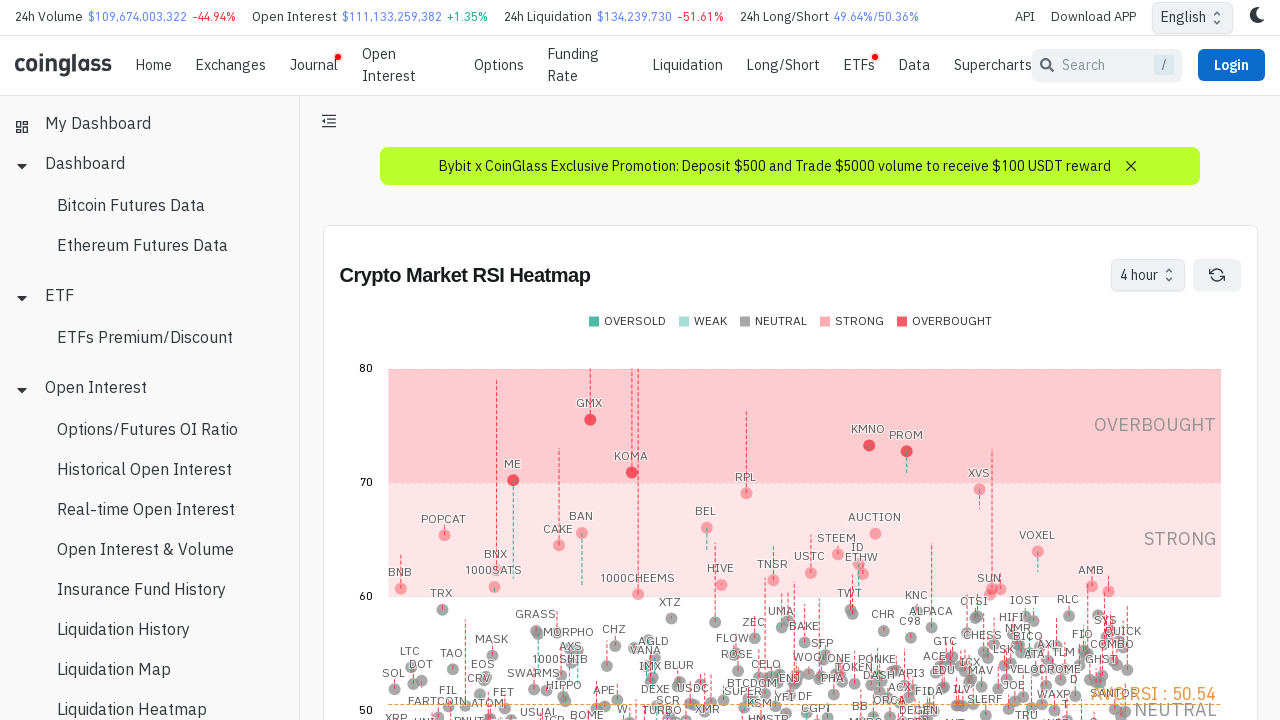 24h Volume $109,674,003,322 -44.94% Open Interest $111,133,259,382 +1.35% 24h Liquidation $134,239,730 -51.61% 24h Long/Short 49.64%/50.36% API Download APP English
coinglass Home Exchanges Journal Open Interest Options Funding Rate Liquidation Long/Short ETFs Data Supercharts Search / Login
My Dashboard
Dashboard
Bitcoin Futures Data
Ethereum Futures Data
ETF
ETFs Premium/Discount
Open Interest
Options/Futures OI Ratio
Historical Open Interest
Real-time Open Interest
Open Interest & Volume
Insurance Fund History
Liquidation History
Liquidation Map
Liquidation Heatmap
Bybit x CoinGlass Exclusive Promotion: Deposit $500 and Trade $5000 volume to receive $100 USDT reward
Crypto Market RSI Heatmap 4 hour
OVERSOLD WEAK NEUTRAL STRONG OVERBOUGHT
80
GMX
KMNO
PROM
OVERBOUGHT
KOMA
ME
RPL
XVS
70
BEL
BAN
POPCAT
AUCTION
CAKE
VOXEL
STEEM
STRONG
ID
BNX
USTC
ETHW
BNB
1000SATS
HIVE
TNSR
AMB
1000CHEEMS
SUN
60
TRX
TWT
KNC
XTZ
CTSI
IOST
RLC
GRASS
UMA
CHR
ALPACA
HIFI
ZEC
BAKE
C98
SYS
MORPHO
CHZ
NMR
QUICK
MASK
AGLD
FLOW
SFP
GTC
CHESS
BICO
FIO
AXS
VANA
AXL
COMBO
LTC
TAO
ROSE
WOO
ONE
PONKE
ACE
LSK
ATA
TLM
GHST
DOT
EOS
1000SHIB
IMX
BLUR
CELO
TOKEN
EDU
ICX
SOL
CRV
SWARMS
DASH
API3
MAV
VELODROME
D
HIPPO
BTCDOM
PHA
ACX
JOE
FIL
FET
APE
DEXE
USDC
SUPER
YFI
DF
FIDA
ILV
WAXP
SANTOS
FARTCOIN
ATOM
SCR
KSM
ORCA
SLERF
T
RSI : 50.54
USUAL
BOME
W
TURBO
XMR
CGPT
BB
DEGEN
TRU
NEUTRAL
50
XRP
PNUT
HMSTR